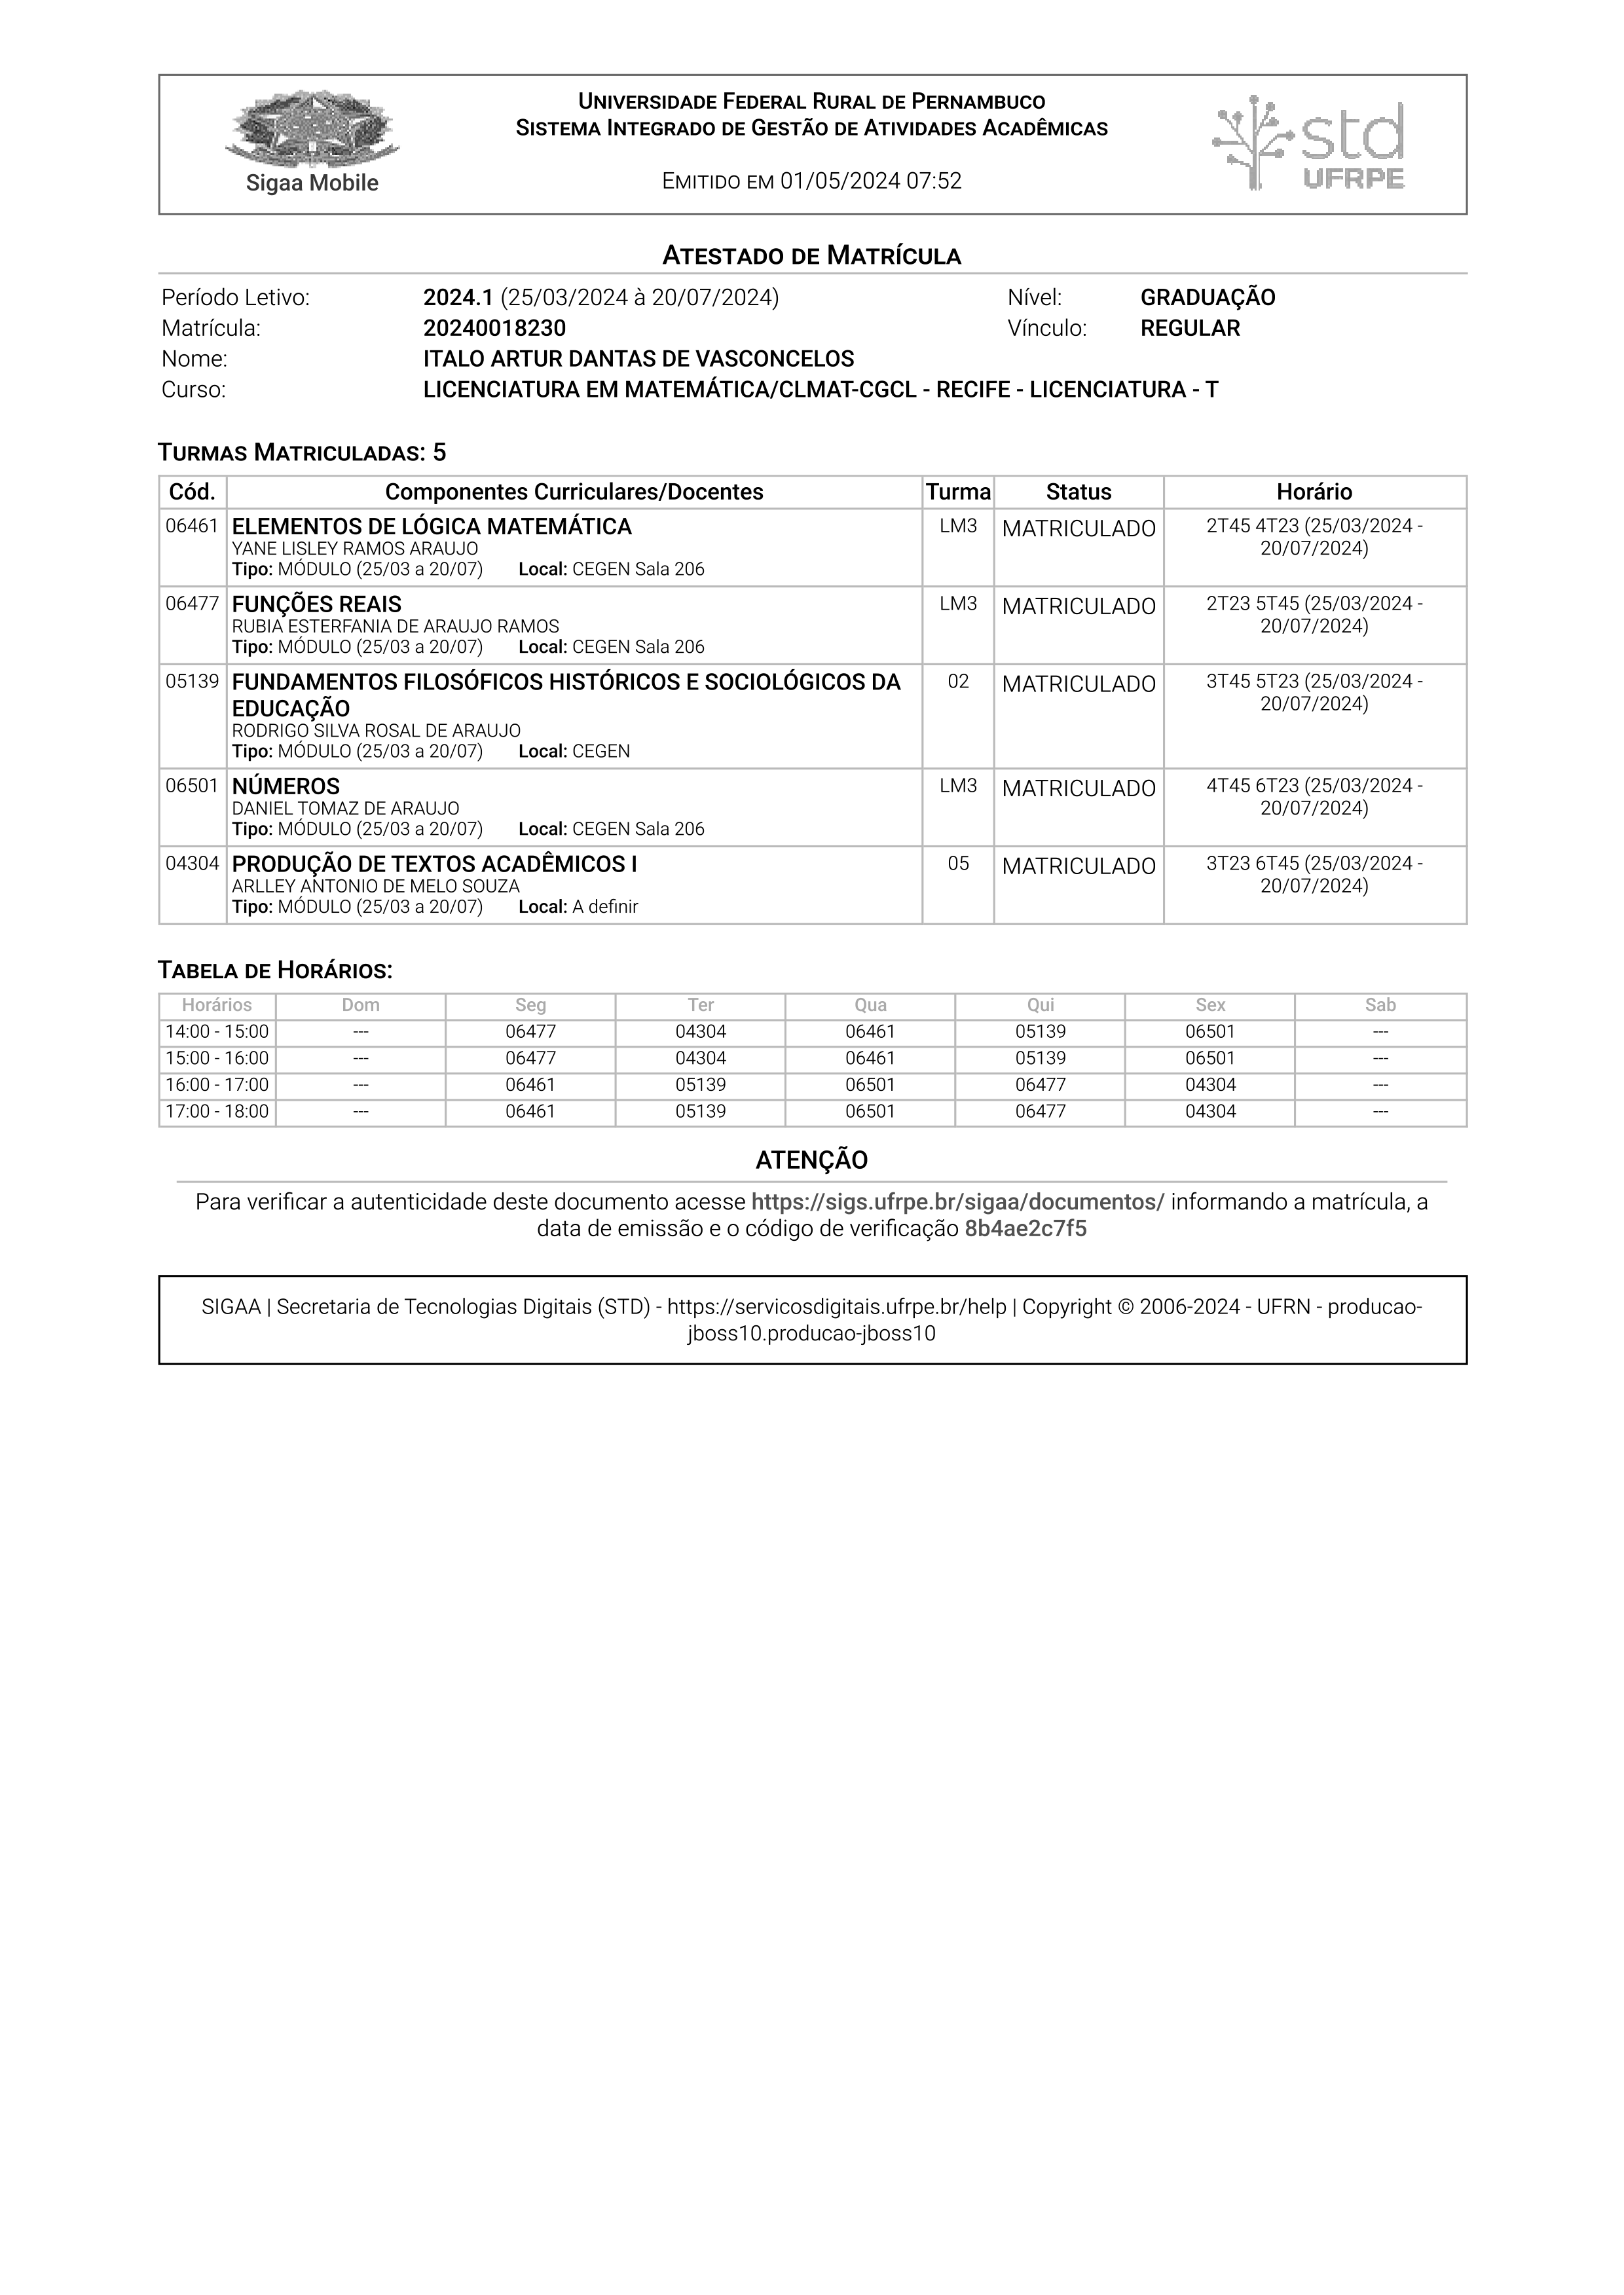 Sigaa Mobile
Universidade Federal Rural de Pernambuco
Sistema Integrado de Gestão de Atividades Acadêmicas
Emitido em 01/05/2024 07:52
std
UFRPE
Atestado de Matrícula
Período Letivo: 2024.1 (25/03/2024 à 20/07/2024) Nível: GRADUAÇÃO
Matrícula: 20240018230 Vínculo: REGULAR
Nome: ITALO ARTUR DANTAS DE VASCONCELOS
Curso: LICENCIATURA EM MATEMÁTICA/CLMAT-CGCL - RECIFE - LICENCIATURA - T
Turmas Matriculadas: 5
Cód. Componentes Curriculares/Docentes Turma Status Horário
06461 ELEMENTOS DE LÓGICA MATEMÁTICA LM3 MATRICULADO 2T45 4T23 (25/03/2024 -
YANE LISLEY RAMOS ARAUJO 20/07/2024)
Tipo: MÓDULO (25/03 a 20/07) Local: CEGEN Sala 206
06477 FUNÇÕES REAIS LM3 MATRICULADO 2T23 5T45 (25/03/2024 -
RUBIA ESTERFANIA DE ARAUJO RAMOS 20/07/2024)
Tipo: MÓDULO (25/03 a 20/07) Local: CEGEN Sala 206
05139 FUNDAMENTOS FILOSÓFICOS HISTÓRICOS E SOCIOLÓGICOS DA 02 MATRICULADO 3T45 5T23 (25/03/2024 -
EDUCAÇÃO 20/07/2024)
RODRIGO SILVA ROSAL DE ARAUJO
Tipo: MÓDULO (25/03 a 20/07) Local: CEGEN
06501 NÚMEROS LM3 MATRICULADO 4T45 6T23 (25/03/2024 -
DANIEL TOMAZ DE ARAUJO 20/07/2024)
Tipo: MÓDULO (25/03 a 20/07) Local: CEGEN Sala 206
04304 PRODUÇÃO DE TEXTOS ACADÊMICOS I 05 MATRICULADO 3T23 6T45 (25/03/2024 -
ARLLEY ANTONIO DE MELO SOUZA 20/07/2024)
Tipo: MÓDULO (25/03 a 20/07) Local: A definir
Tabela de Horários:
Horários Dom Seg Ter Qua Qui Sex Sab
14:00 - 15:00 --- 06477 04304 06461 05139 06501 ---
15:00 - 16:00 --- 06477 04304 06461 05139 06501 ---
16:00 - 17:00 --- 06461 05139 06501 06477 04304 ---
17:00 - 18:00 --- 06461 05139 06501 06477 04304 ---
ATENÇÃO
Para verificar a autenticidade deste documento acesse https://sigs.ufrpe.br/sigaa/documentos/ informando a matrícula, a
data de emissão e o código de verificação 8b4ae2c7f5
SIGAA | Secretaria de Tecnologias Digitais (STD) - https://servicosdigitais.ufrpe.br/help | Copyright © 2006-2024 - UFRN - producao-
jboss10.producao-jboss10